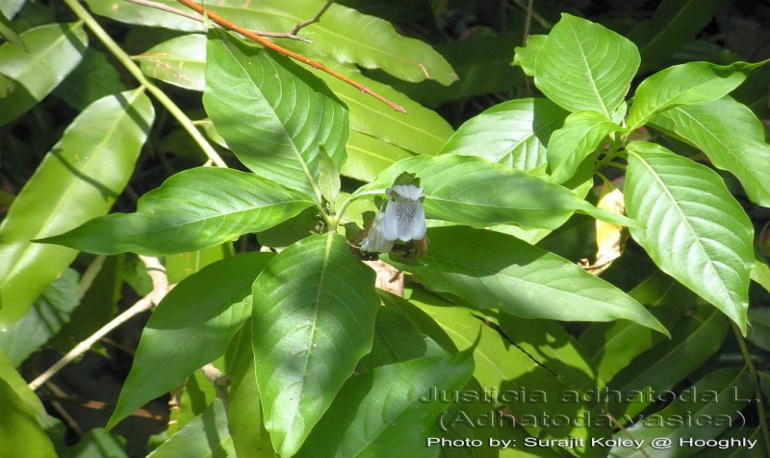 Justicia adhatoda L.
(Adhatoda vasica)
Photo by: Surajit Koley @ Hooghly